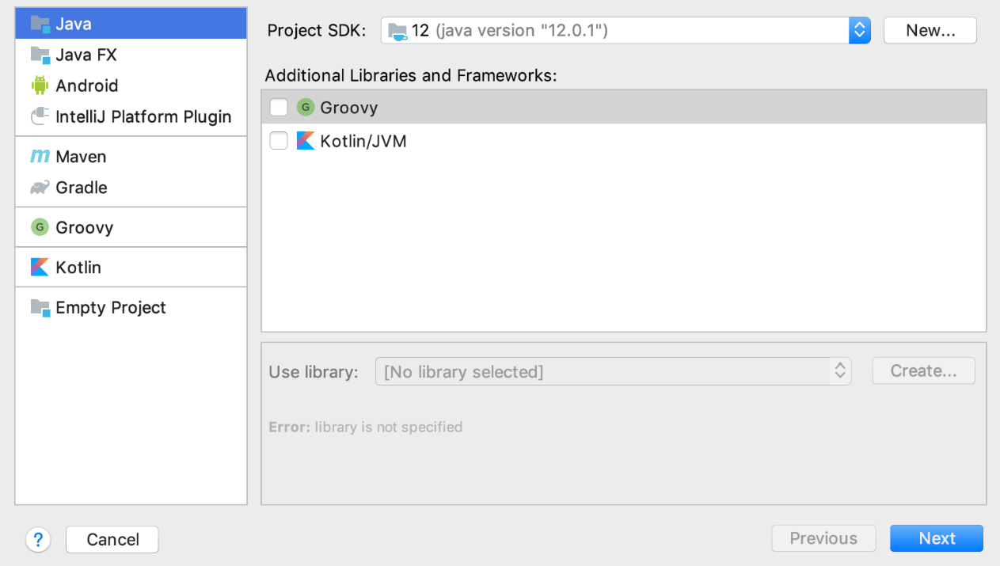 Java
Java FX
Android
IntelliJ Platform Plugin
m Maven
Gradle
G Groovy
Kotlin
Empty Project
Project SDK: 12 (java version "12.0.1") New...
Additional Libraries and Frameworks:
G Groovy
Kotlin/JVM
Use library: [No library selected] Create...
Error: library is not specified
? Cancel Previous Next